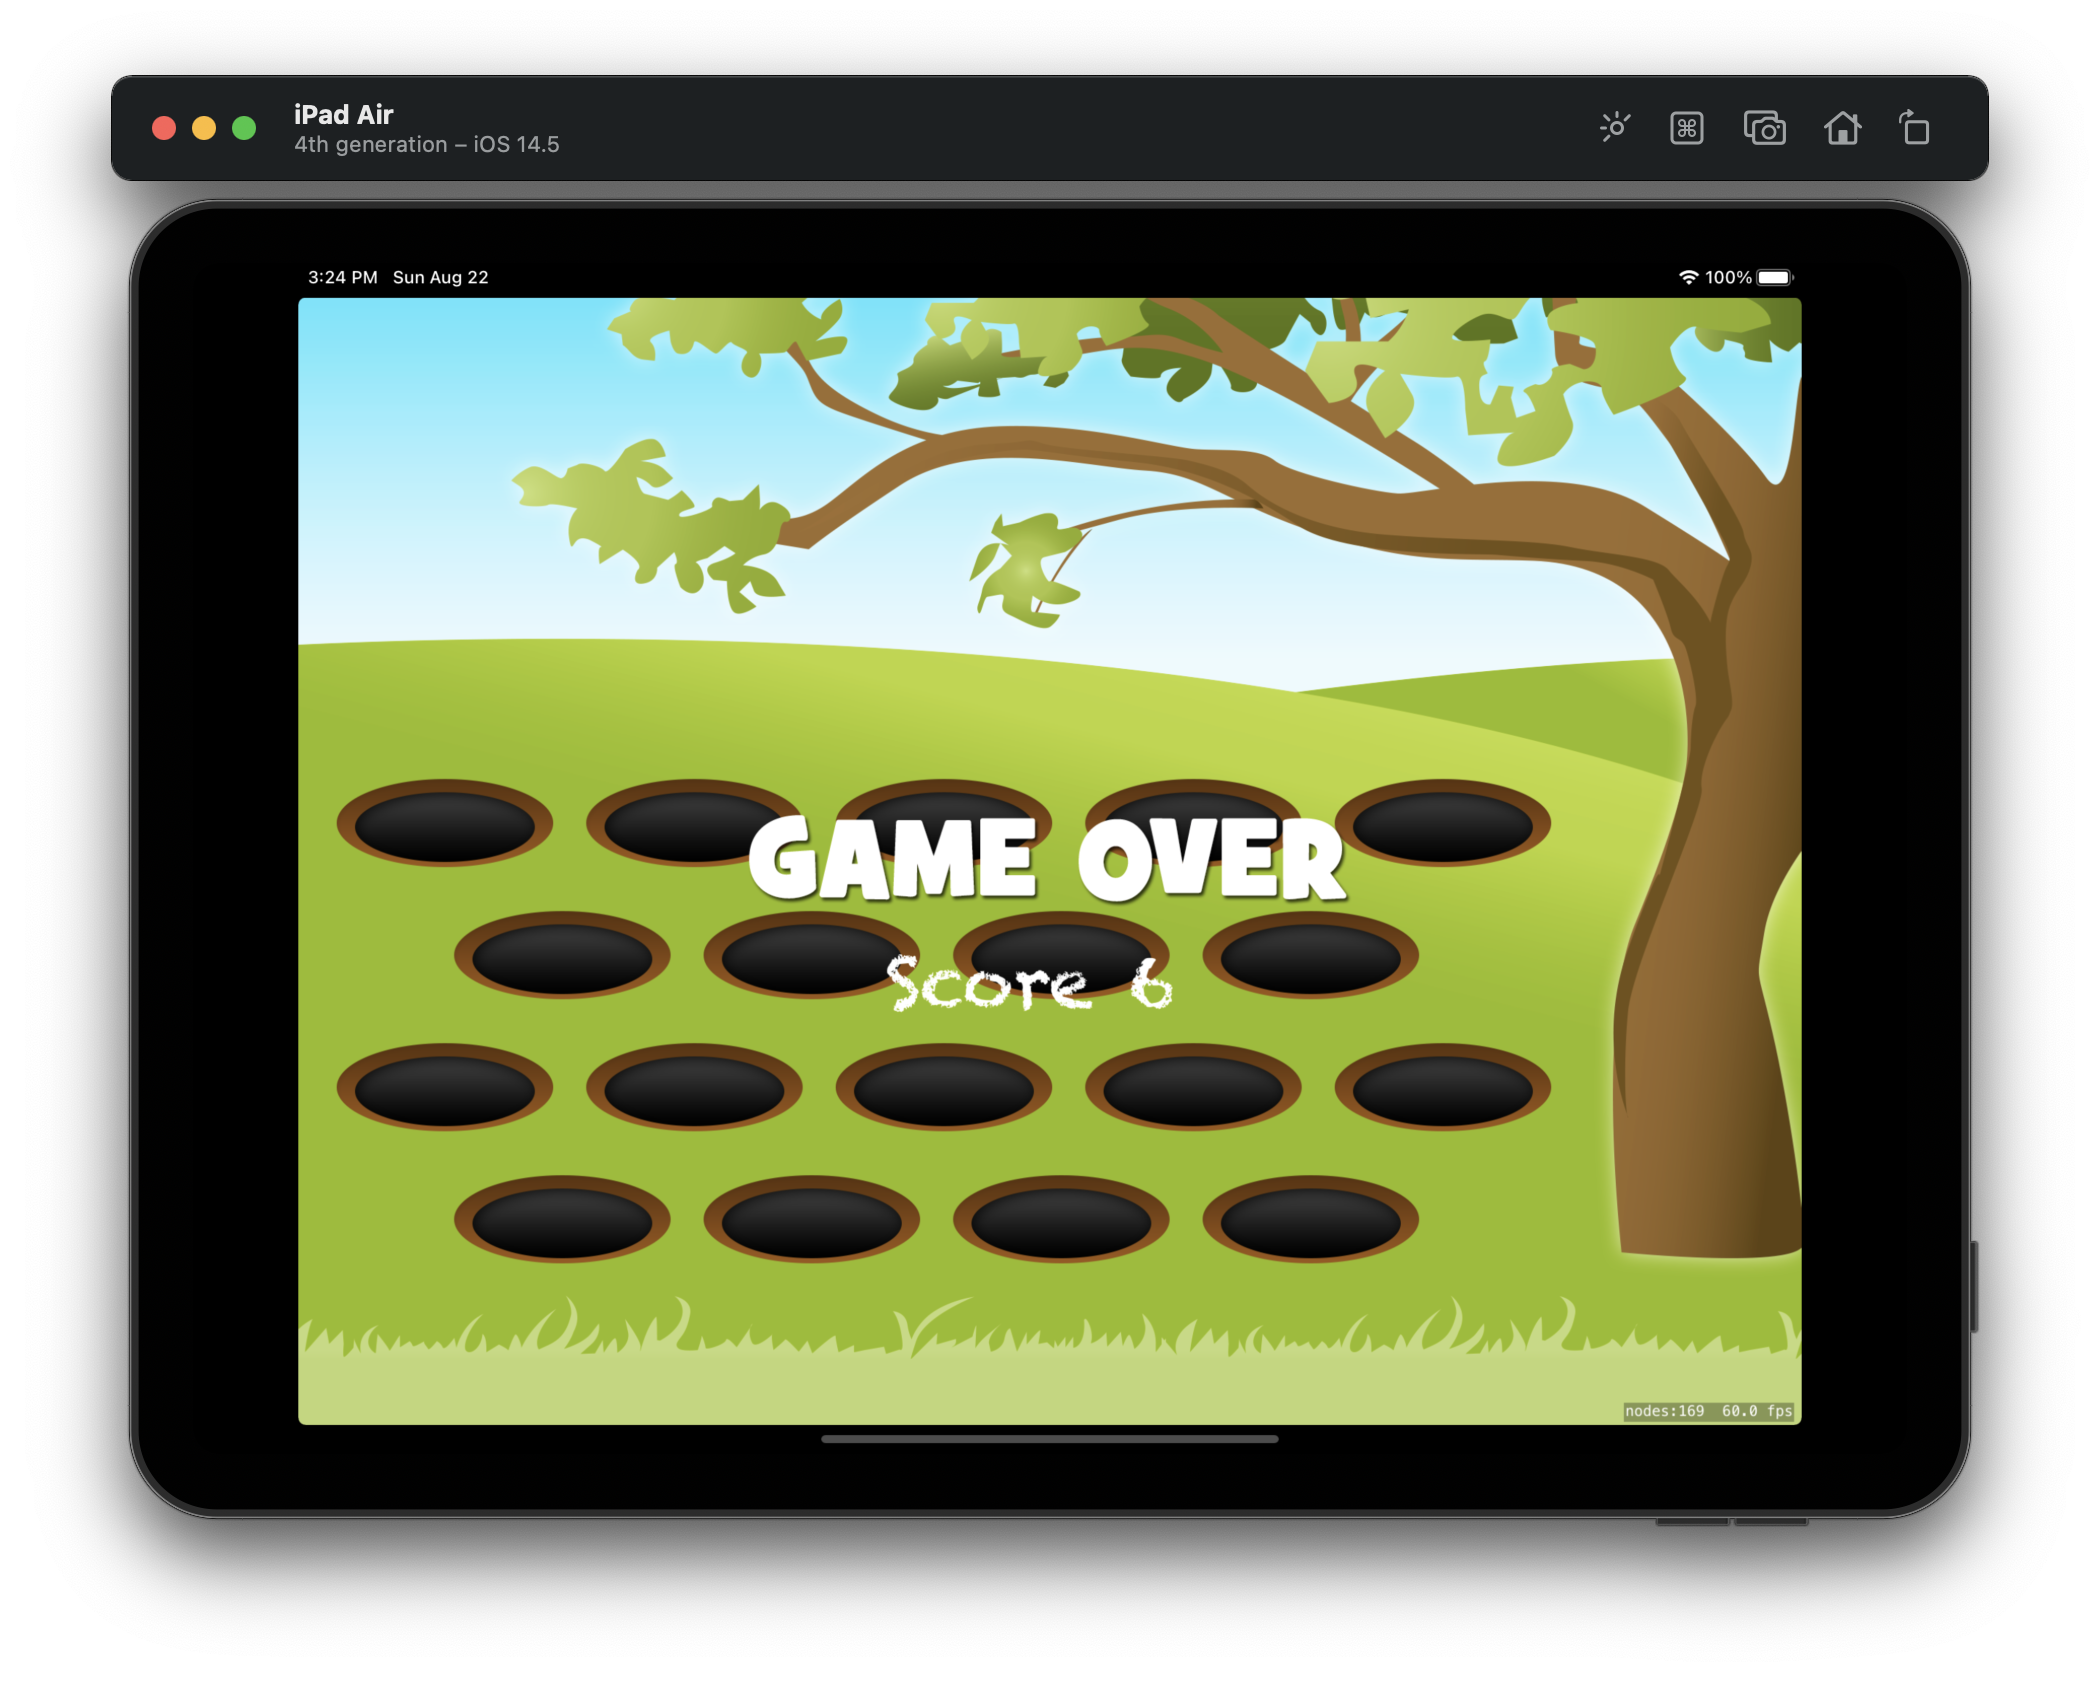 iPad Air
4th generation – iOS 14.5
3:24 PM Sun Aug 22
100%
GAME OVER
Score 6
nodes:169 60.0 fps